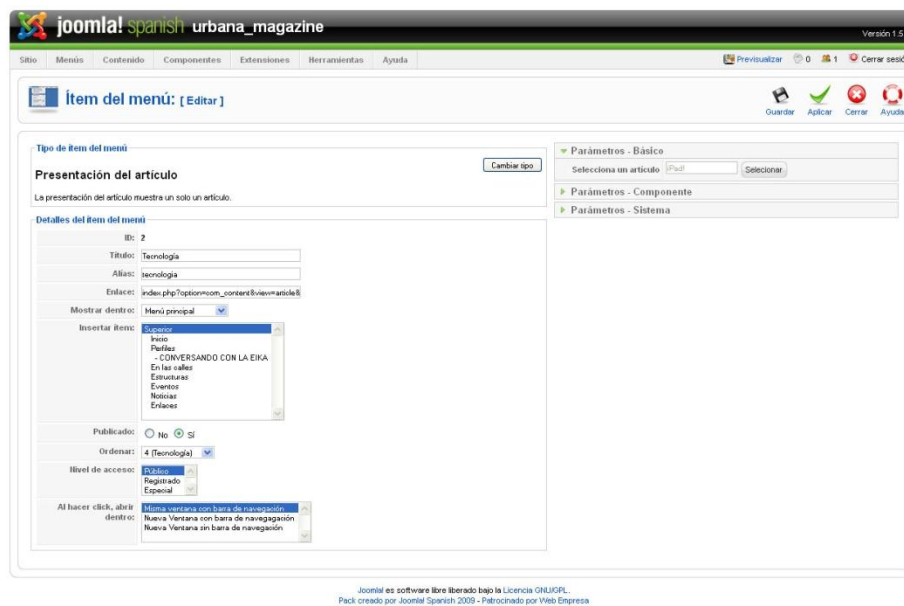 joomla! spanish urbana_magazine
Versión 1.5
Sitio Menús Contenido Componentes Extensiones Herramientas Ayuda Previsualizar 0 1 Cerrar sesió
Ítem del menú: [ Editar ]
Guardar Aplicar Cerrar Ayuda
Tipo de ítem del menú
Cambiar tipo
Presentación del artículo
La presentación del artículo muestra un solo un artículo.
Parámetros - Básico
Selecciona un artículo iPad! Seleccionar
Parámetros - Componente
Parámetros - Sistema
Detalles del ítem del menú
ID: 2
Título: Tecnología
Alias: tecnologia
Enlace: index.php?option=com_content&view=article&
Mostrar dentro: Menú principal
Insertar ítem: Superior
Inicio
Perfiles
- CONVERSANDO CON LA EIKA
En las calles
Estructuras
Eventos
Noticias
Enlaces
Publicado: No Sí
Ordenar: 4 (Tecnología)
Nivel de acceso: Público
Registrado
Especial
Al hacer click, abrir dentro: Misma ventana con barra de navegación
Nueva Ventana con barra de navegagación
Nueva Ventana sin barra de navegación
Joomla! es software libre liberado bajo la Licencia GNU/GPL.
Pack creado por Joomla! Spanish 2009 - Patrocinado por Web Empresa